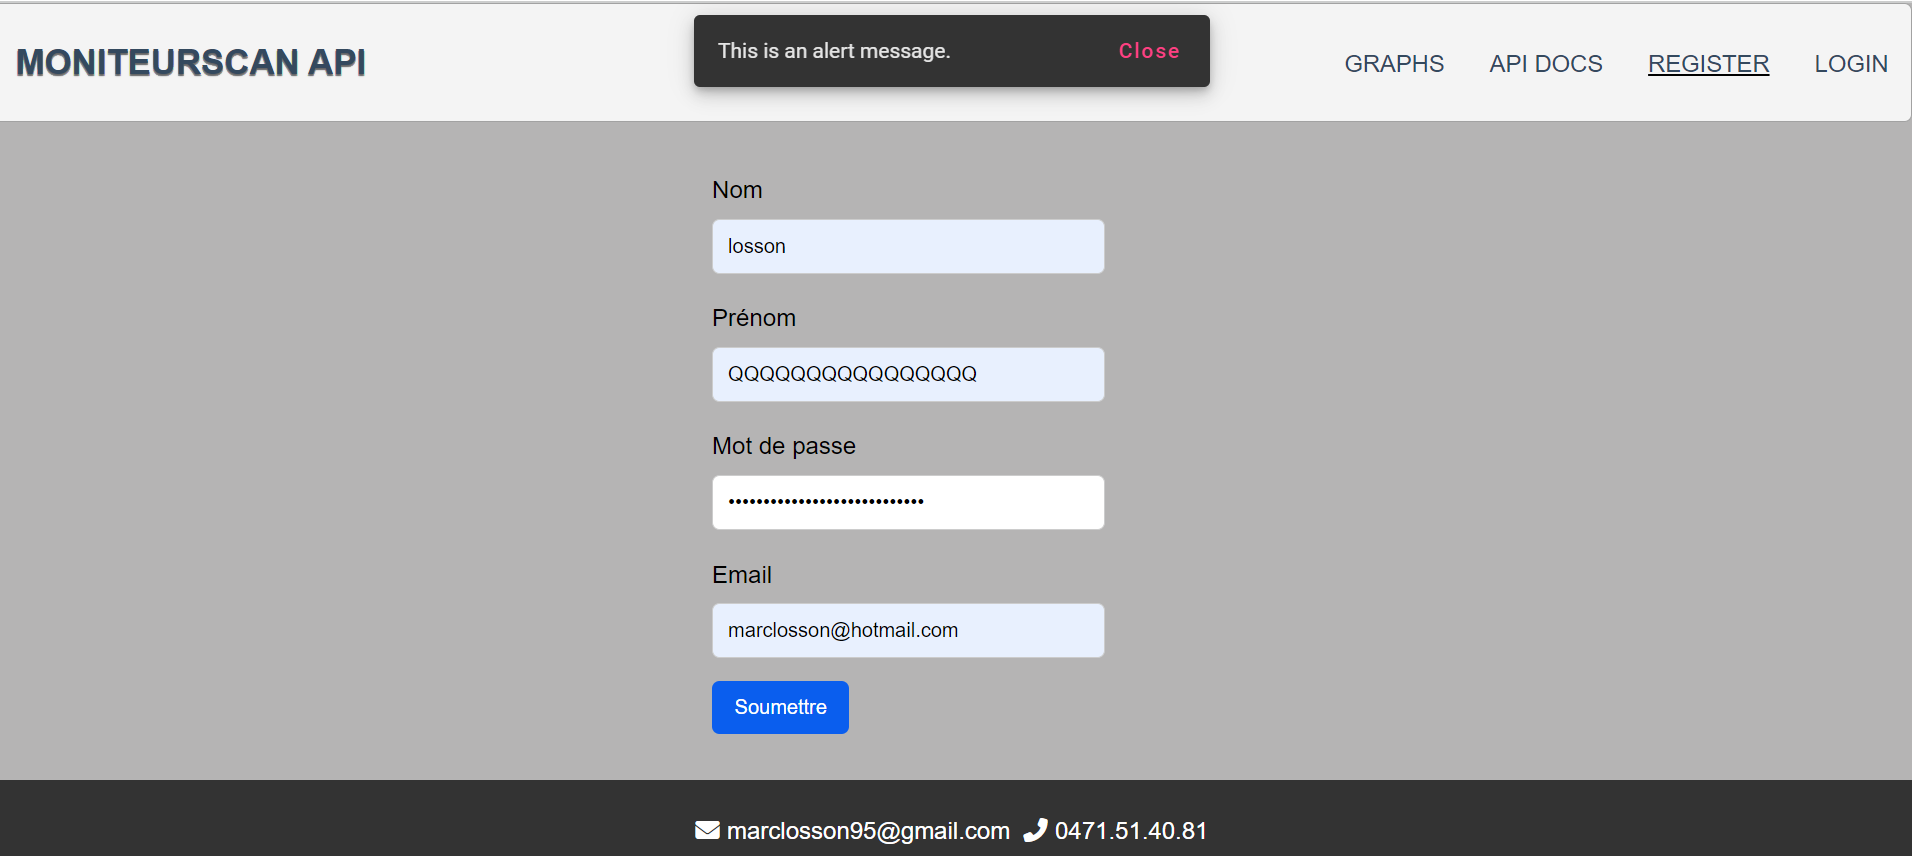 MONITEURSCAN API
This is an alert message. Close
GRAPHS API DOCS REGISTER LOGIN
Nom
losson
Prénom
QQQQQQQQQQQQQQQQ
Mot de passe
••••••••••••••••••••••••••••
Email
marclosson@hotmail.com
Soumettre
marclosson95@gmail.com 0471.51.40.81